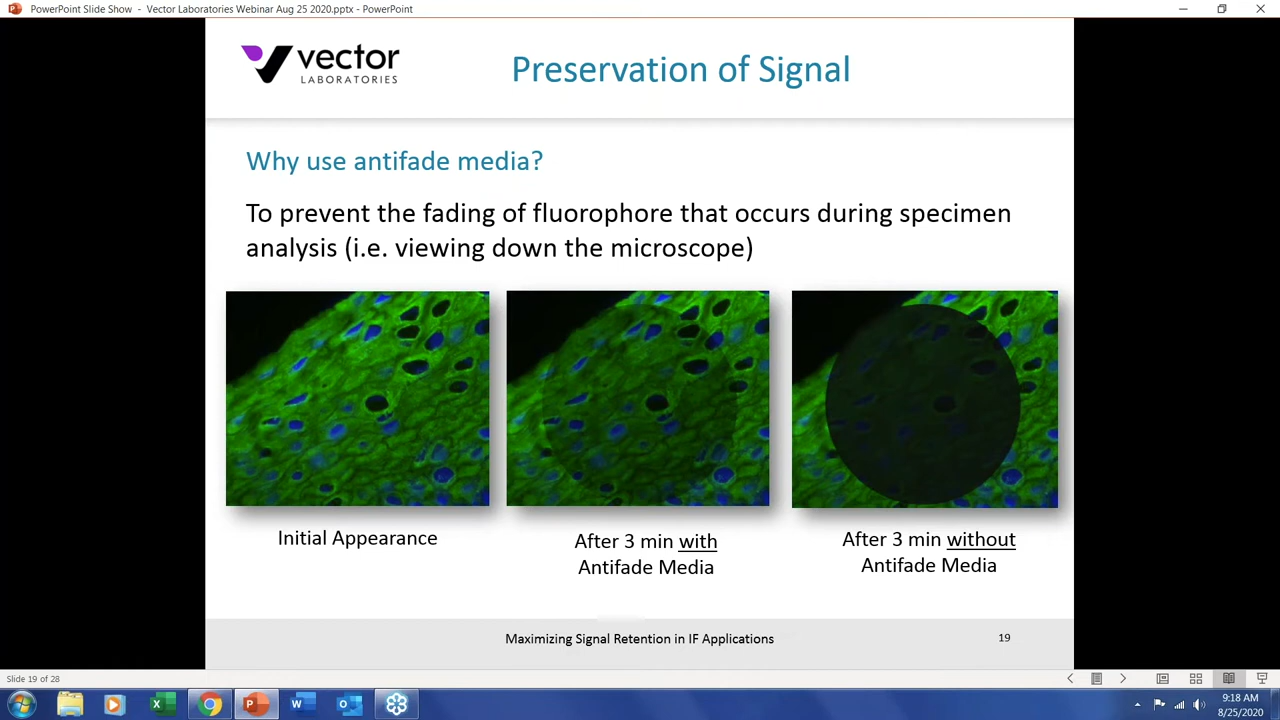 PowerPoint Slide Show - Vector Laboratories Webinar Aug 25 2020.pptx - PowerPoint
vector
LABORATORIES
Preservation of Signal
Why use antifade media?
To prevent the fading of fluorophore that occurs during specimen
analysis (i.e. viewing down the microscope)
Initial Appearance
After 3 min with
Antifade Media
After 3 min without
Antifade Media
Maximizing Signal Retention in IF Applications
19
Slide 19 of 28
9:18 AM
8/25/2020